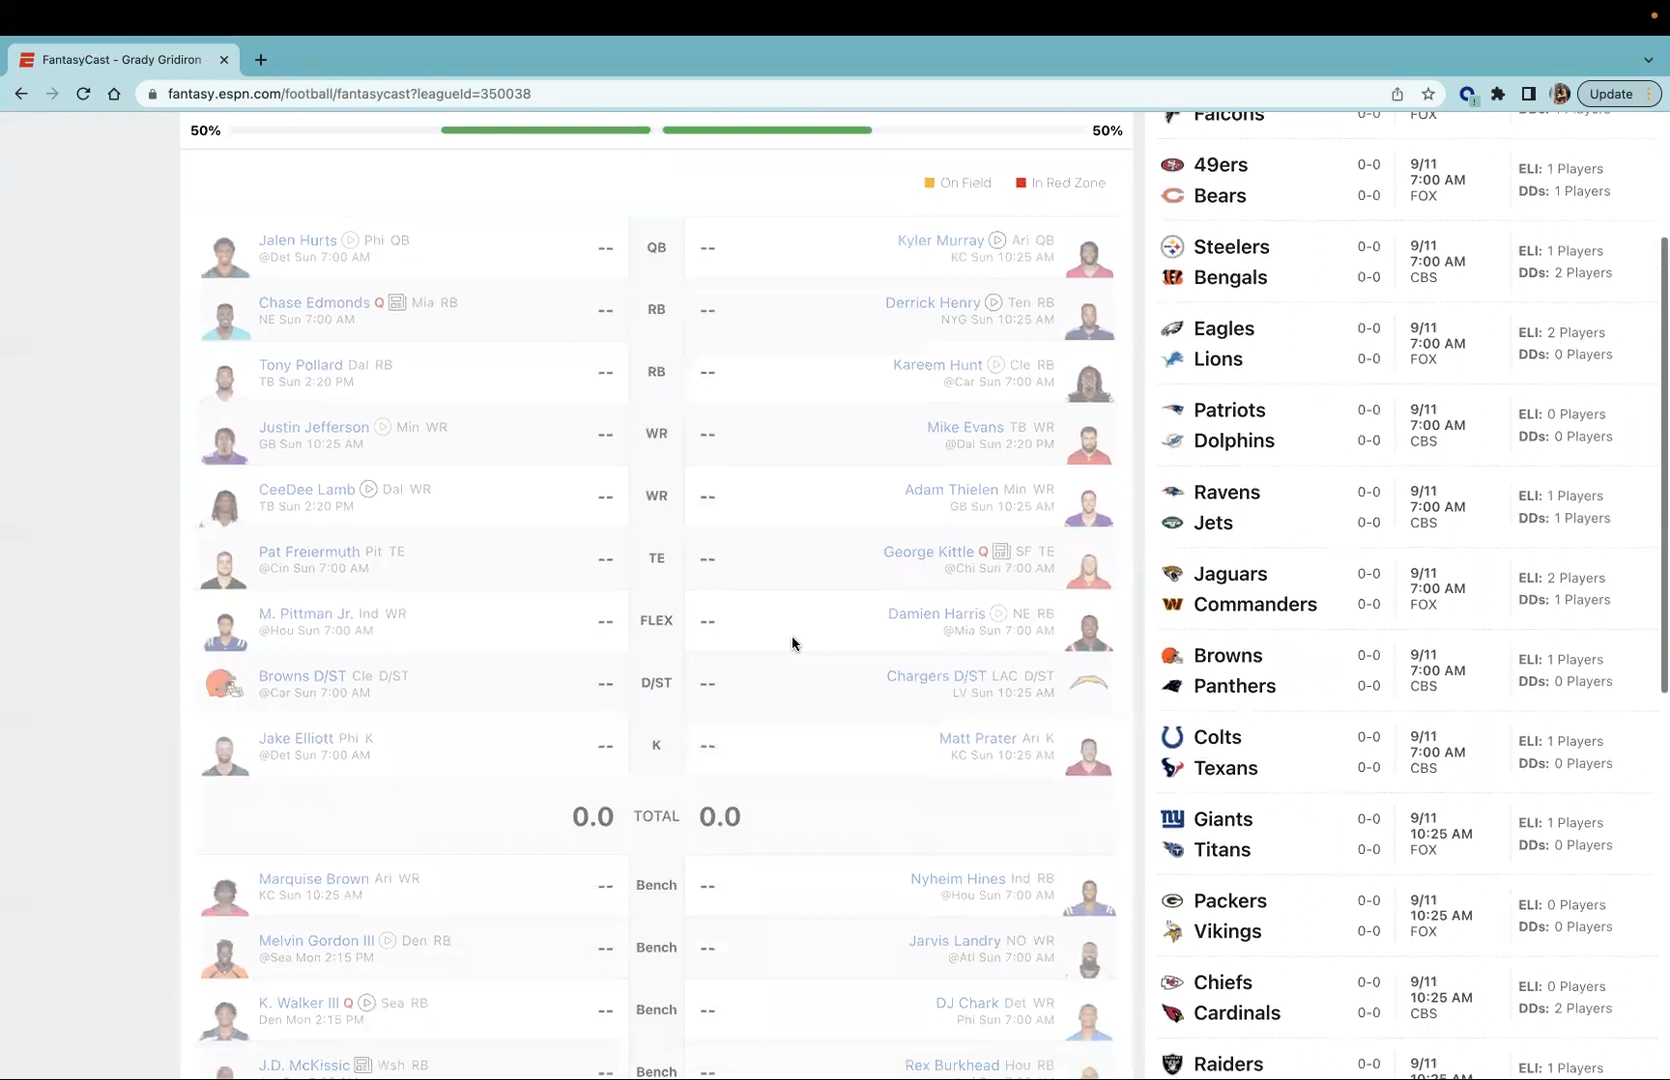 FantasyCast - Grady Gridiron
fantasy.espn.com/football/fantasycast?leagueId=350038
Update
50% 50%
On Field In Red Zone
Jalen Hurts Phi QB -- QB -- Kyler Murray Ari QB
@Det Sun 7:00 AM KC Sun 10:25 AM
Chase Edmonds Q Mia RB -- RB -- Derrick Henry Ten RB
NE Sun 7:00 AM NYG Sun 10:25 AM
Tony Pollard Dal RB -- RB -- Kareem Hunt Cle RB
TB Sun 2:20 PM @Car Sun 7:00 AM
Justin Jefferson Min WR -- WR -- Mike Evans TB WR
GB Sun 10:25 AM @Dal Sun 2:20 PM
CeeDee Lamb Dal WR -- WR -- Adam Thielen Min WR
TB Sun 2:20 PM GB Sun 10:25 AM
Pat Freiermuth Pit TE -- TE -- George Kittle Q SF TE
@Cin Sun 7:00 AM @Chi Sun 7:00 AM
M. Pittman Jr. Ind WR -- FLEX -- Damien Harris NE RB
@Hou Sun 7:00 AM @Mia Sun 7:00 AM
Browns D/ST Cle D/ST -- D/ST -- Chargers D/ST LAC D/ST
@Car Sun 7:00 AM LV Sun 10:25 AM
Jake Elliott Phi K -- K -- Matt Prater Ari K
@Det Sun 7:00 AM KC Sun 10:25 AM
0.0 TOTAL 0.0
Marquise Brown Ari WR -- Bench -- Nyheim Hines Ind RB
KC Sun 10:25 AM @Hou Sun 7:00 AM
Melvin Gordon III Den RB -- Bench -- Jarvis Landry NO WR
@Sea Mon 2:15 PM @Atl Sun 7:00 AM
K. Walker III Q Sea RB -- Bench -- DJ Chark Det WR
Den Mon 2:15 PM Phi Sun 7:00 AM
J.D. McKissic Wsh RB -- Bench -- Rex Burkhead Hou RB
Falcons 0-0 FOX
49ers 0-0 9/11 ELI: 1 Players
7:00 AM
Bears 0-0 FOX DDs: 1 Players
Steelers 0-0 9/11 ELI: 1 Players
7:00 AM
Bengals 0-0 CBS DDs: 2 Players
Eagles 0-0 9/11 ELI: 2 Players
7:00 AM
Lions 0-0 FOX DDs: 0 Players
Patriots 0-0 9/11 ELI: 0 Players
7:00 AM
Dolphins 0-0 CBS DDs: 0 Players
Ravens 0-0 9/11 ELI: 1 Players
7:00 AM
Jets 0-0 CBS DDs: 1 Players
Jaguars 0-0 9/11 ELI: 2 Players
7:00 AM
Commanders 0-0 FOX DDs: 1 Players
Browns 0-0 9/11 ELI: 1 Players
7:00 AM
Panthers 0-0 CBS DDs: 0 Players
Colts 0-0 9/11 ELI: 1 Players
7:00 AM
Texans 0-0 CBS DDs: 0 Players
Giants 0-0 9/11 ELI: 1 Players
10:25 AM
Titans 0-0 FOX DDs: 0 Players
Packers 0-0 9/11 ELI: 0 Players
10:25 AM
Vikings 0-0 FOX DDs: 0 Players
Chiefs 0-0 9/11 ELI: 0 Players
10:25 AM
Cardinals 0-0 CBS DDs: 2 Players
Raiders 0-0 9/11 ELI: 1 Players